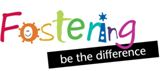 Fostering
be the difference